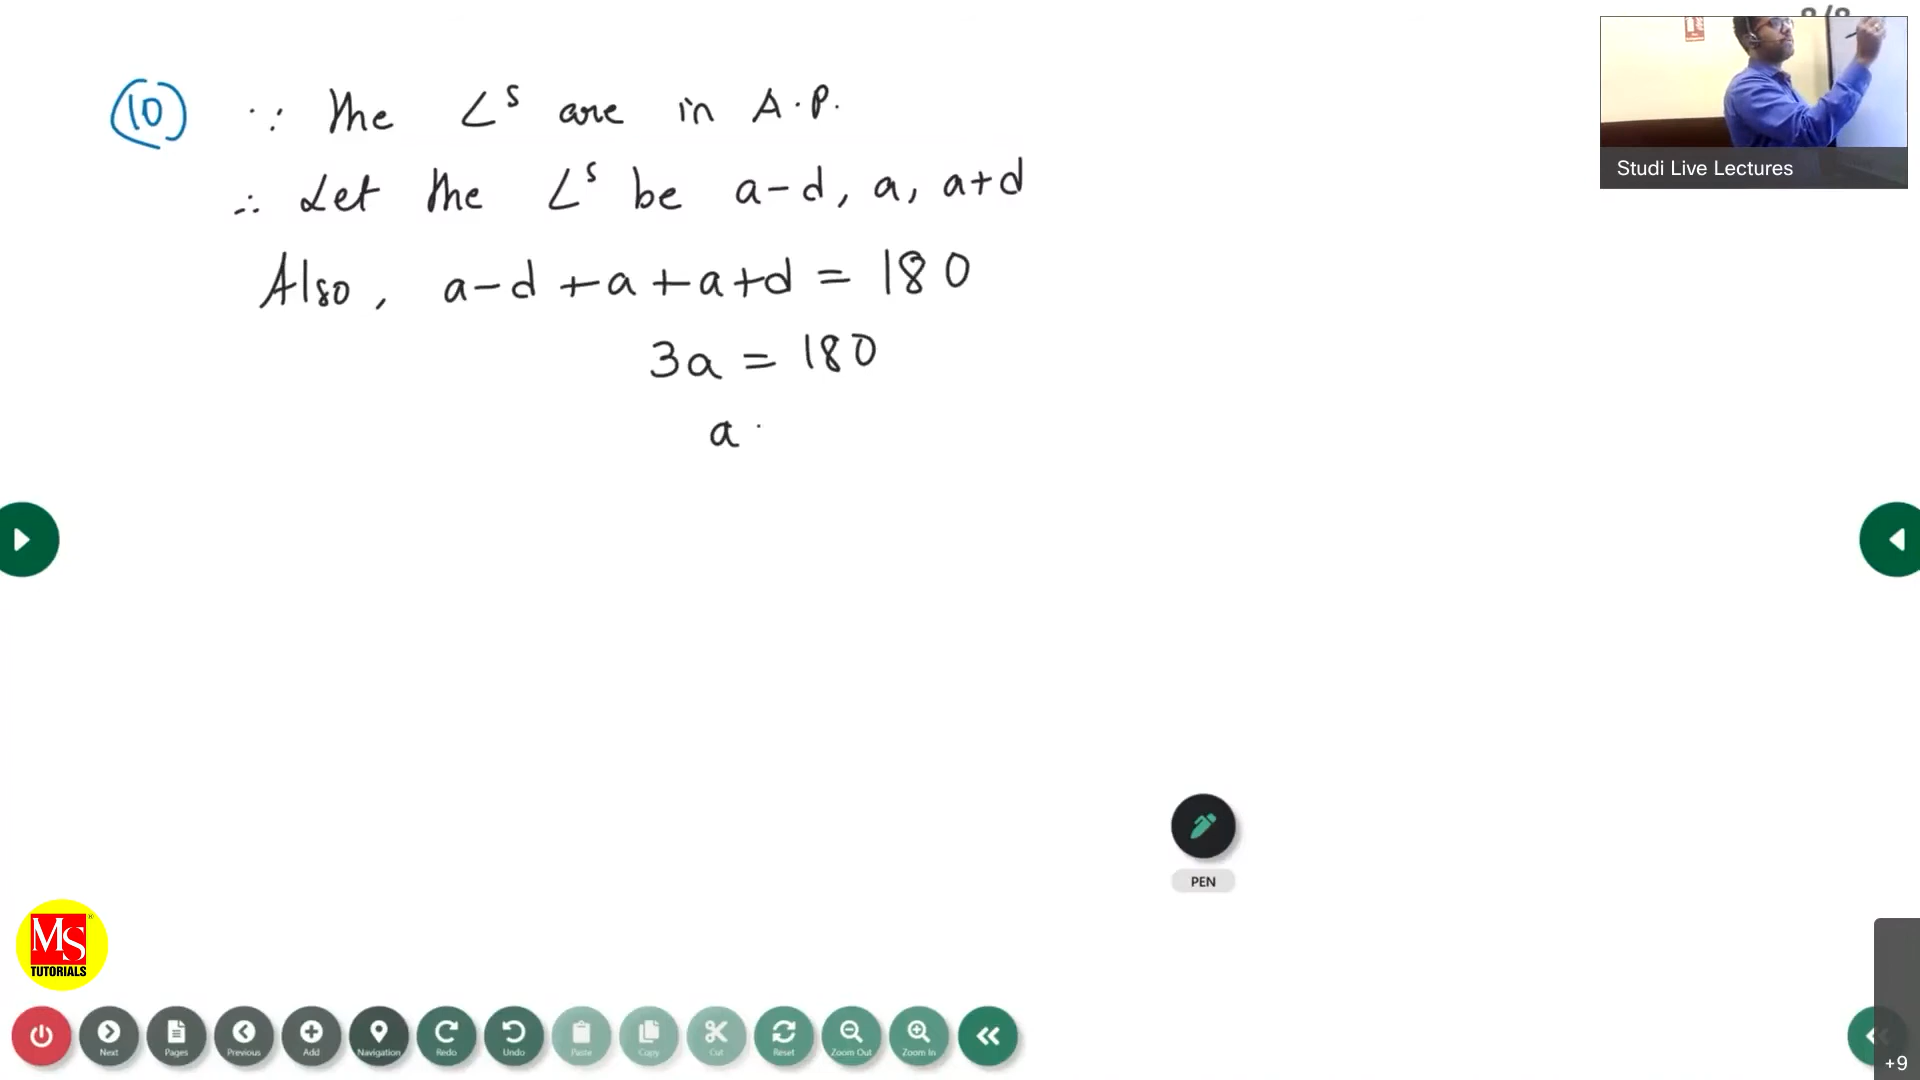 (10) ∵ the ∠s are in A.P.
∴ Let the ∠s be a-d, a, a+d
Also, a-d+a+a+d = 180
3a = 180
a
Studi Live Lectures
PEN
MS
TUTORIALS
Next Pages Previous Add Navigation Redo Undo Paste Copy Cut Reset Zoom Out Zoom In
+9